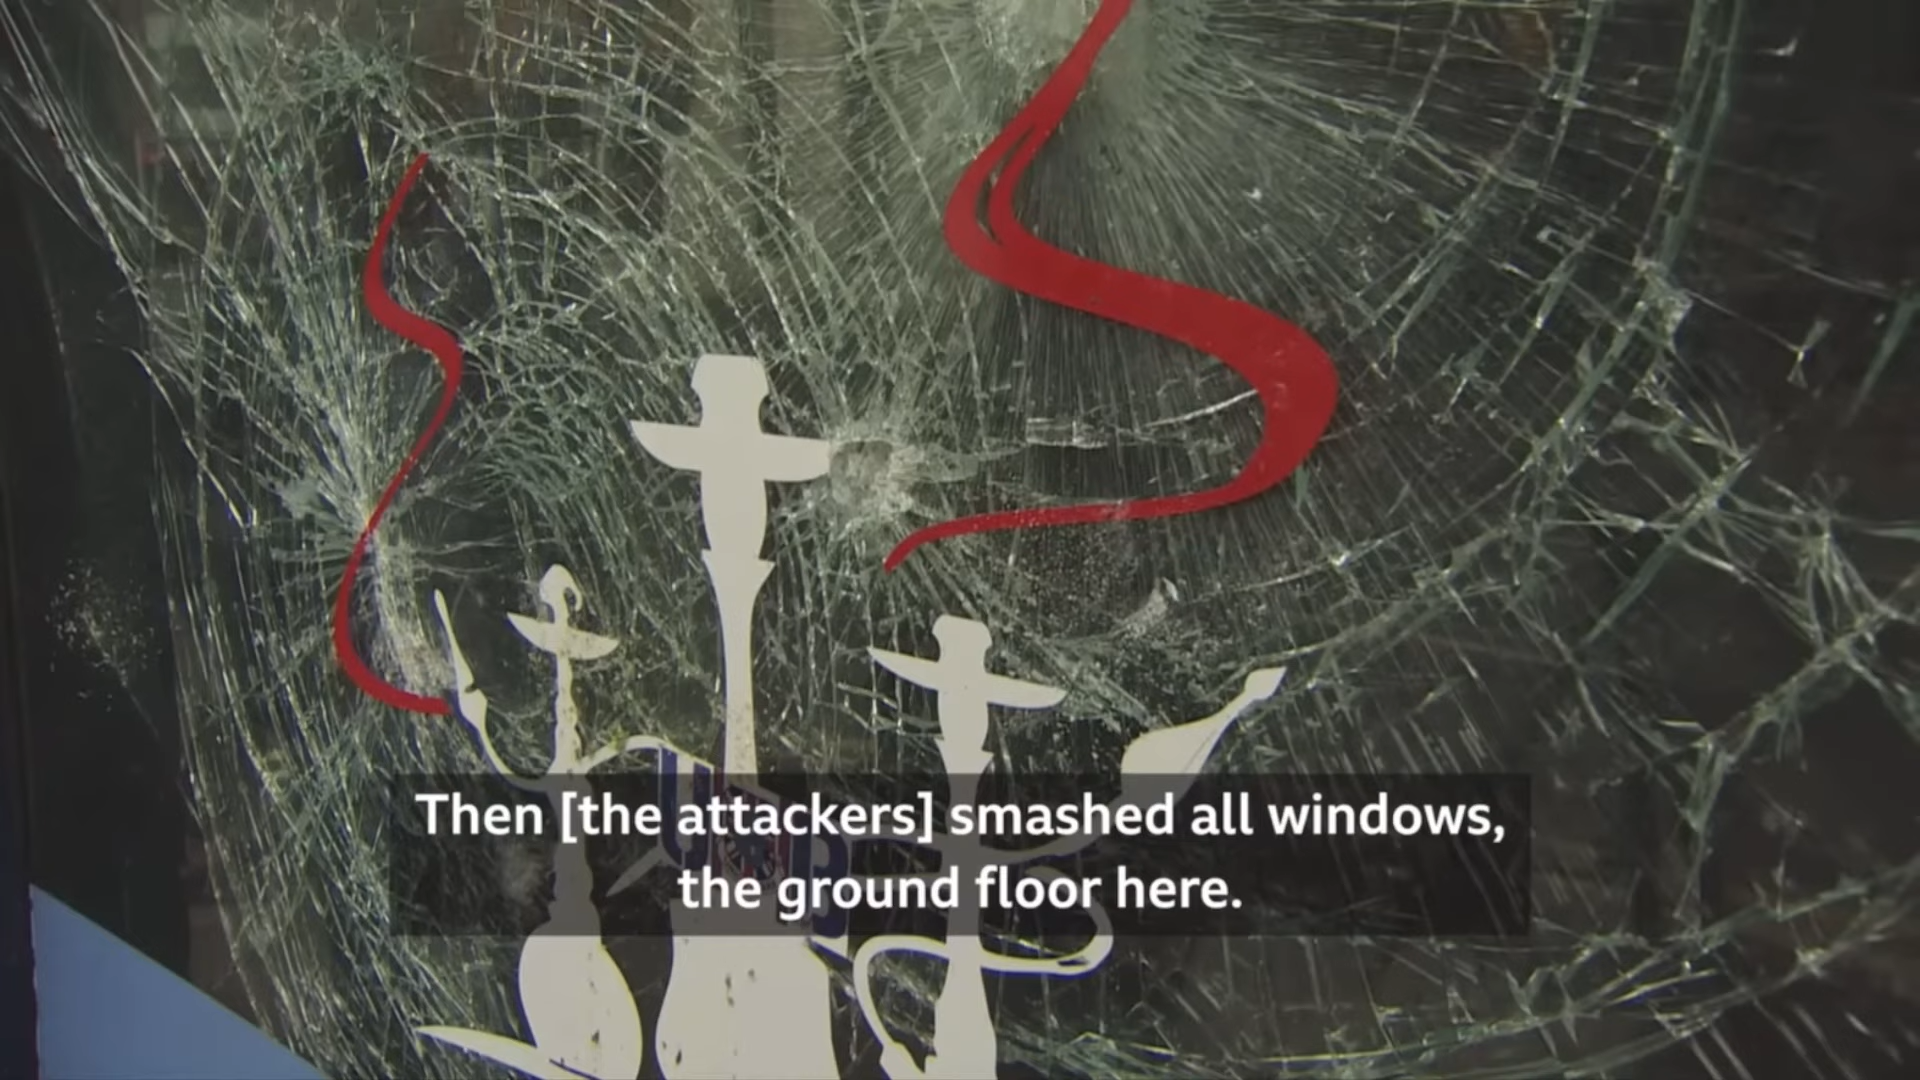 Then [the attackers] smashed all windows,
the ground floor here.